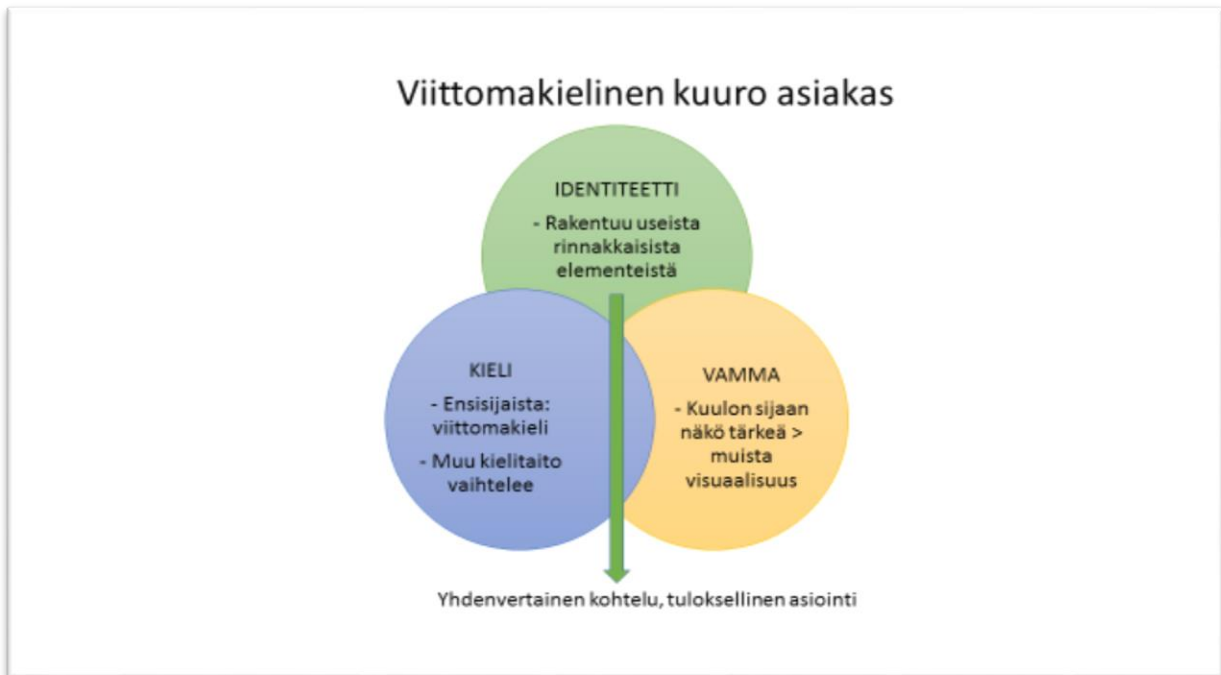 Viittomakielinen kuuro asiakas
IDENTITEETTI
- Rakentuu useista
rinnakkaisista
elementeistä
KIELI
- Ensisijaista:
viittomakieli
- Muu kielitaito
vaihtelee
VAMMA
- Kuulon sijaan
näkö tärkeä >
muista
visuaalisuus
Yhdenvertainen kohtelu, tuloksellinen asiointi